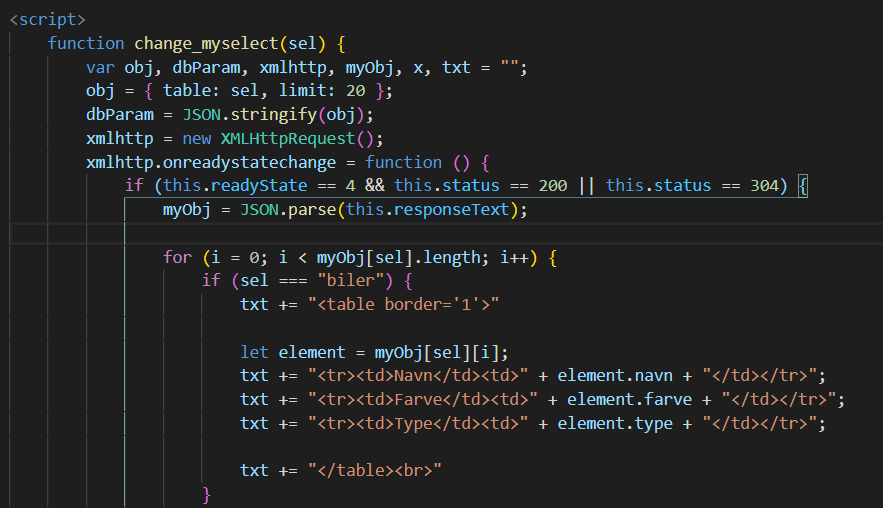 <script>
function change_myselect(sel) {
var obj, dbParam, xmlhttp, myObj, x, txt = "";
obj = { table: sel, limit: 20 };
dbParam = JSON.stringify(obj);
xmlhttp = new XMLHttpRequest();
xmlhttp.onreadystatechange = function () {
if (this.readyState == 4 && this.status == 200 || this.status == 304) {
myObj = JSON.parse(this.responseText);
for (i = 0; i < myObj[sel].length; i++) {
if (sel === "biler") {
txt += "<table border='1'>"
let element = myObj[sel][i];
txt += "<tr><td>Navn</td><td>" + element.navn + "</td></tr>";
txt += "<tr><td>Farve</td><td>" + element.farve + "</td></tr>";
txt += "<tr><td>Type</td><td>" + element.type + "</td></tr>";
txt += "</table><br>"
}